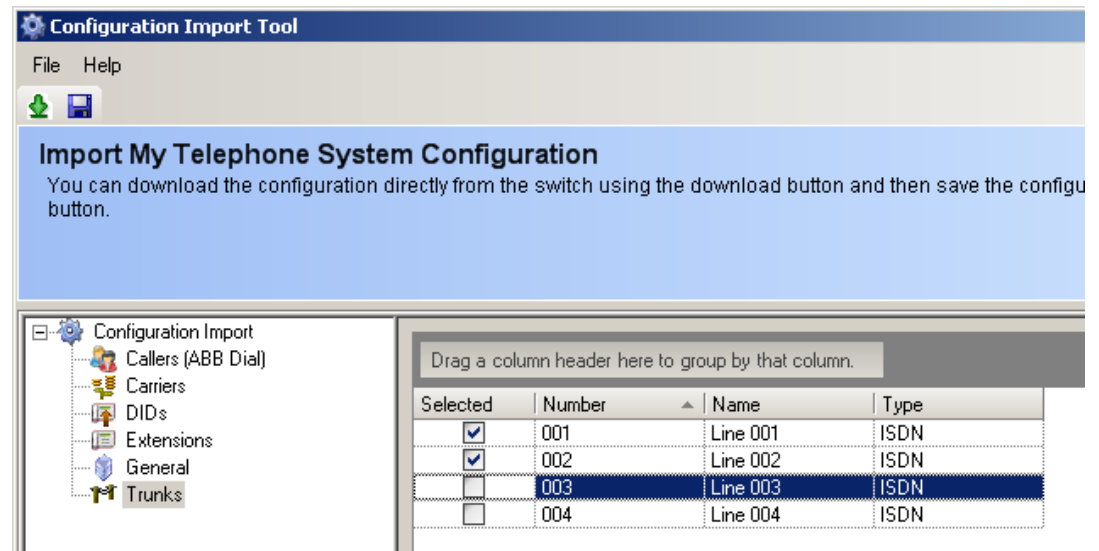 Configuration Import Tool
File Help
Import My Telephone System Configuration
You can download the configuration directly from the switch using the download button and then save the configu
button.
Configuration Import
Callers (ABB Dial)
Carriers
DIDs
Extensions
General
Trunks
Drag a column header here to group by that column.
Selected Number Name Type
001 Line 001 ISDN
002 Line 002 ISDN
003 Line 003 ISDN
004 Line 004 ISDN